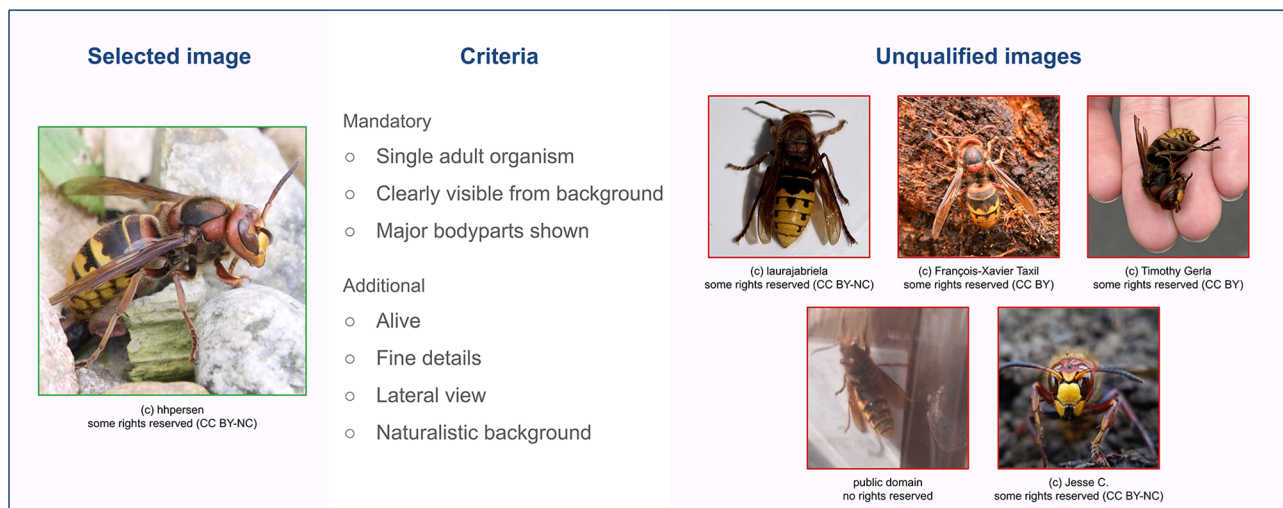 Selected image
(c) hhpersen
some rights reserved (CC BY-NC)
Criteria
Mandatory
○ Single adult organism
○ Clearly visible from background
○ Major bodyparts shown
Additional
○ Alive
○ Fine details
○ Lateral view
○ Naturalistic background
Unqualified images
(c) laurajabriela
some rights reserved (CC BY-NC)
(c) François-Xavier Taxil
some rights reserved (CC BY)
(c) Timothy Gerla
some rights reserved (CC BY)
public domain
no rights reserved
(c) Jesse C.
some rights reserved (CC BY-NC)